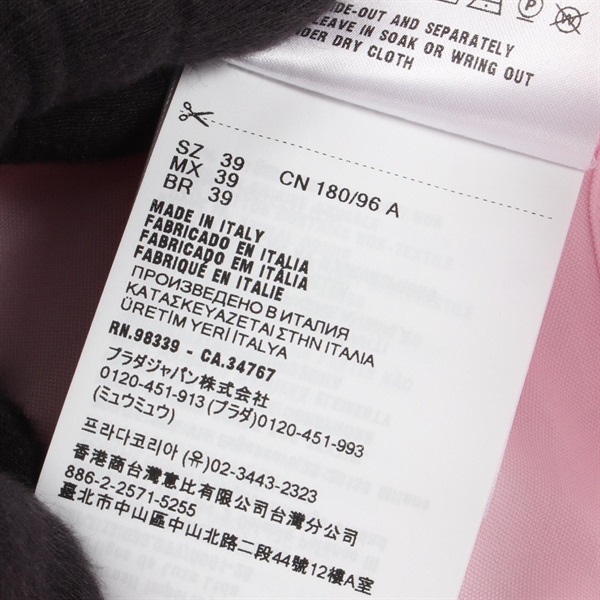 DE-OUT AND SEPARATELY
LEAVE IN SOAK OR WRING OUT
DER DRY CLOTH
SZ 39
MX 39 CN 180/96 A
BR 39
MADE IN ITALY
FABRICADO EN ITALIA
FABRICADO EM ITÁLIA
FABRIQUÉ EN ITALIE
ПРОИЗВЕДЕНО В ИТАЛИЯ
ΚΑΤΑΣΚΕΥΑΖΕΤΑΙ ΣΤΗΝ ΙΤΑΛΙΑ
ÜRETİM YERİ İTALYA
RN.98339 - CA.34767
プラダジャパン株式会社
0120-451-913 (プラダ)0120-451-993
(ミュウミュウ)
프라다코리아 (유)02-3443-2323
香港商台灣惠比有限公司台灣分公司
886-2-2571-5255
臺北市中山區中山北路二段44號12樓A室